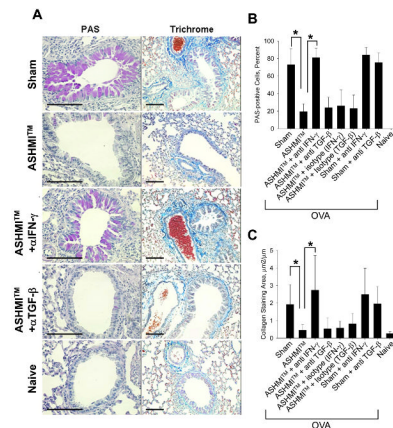 A
PAS
Trichrome
Sham
ASHMI™
ASHMI™
+αIFN-γ
ASHMI™
+αTGF-β
Naive
B
PAS-positive Cells, Percent
100
80
60
40
20
0
*
*
Sham
ASHMI™
ASHMI™ + anti IFN-γ
ASHMI™ + anti TGF-β
ASHMI™ + Isotype (IFN-γ)
ASHMI™ + Isotype (TGF-β)
Sham + anti IFN-γ
Sham + anti TGF-β
Naive
OVA
C
Collagen Staining Area, µm2/µm
5
4
3
2
1
0
*
*
Sham
ASHMI™
ASHMI™ + anti IFN-γ
ASHMI™ + anti TGF-β
ASHMI™ + isotype (IFN-γ)
ASHMI™ + Isotype (TGF-β)
Sham + anti IFN-γ
Sham + anti TGF-β
Naive
OVA